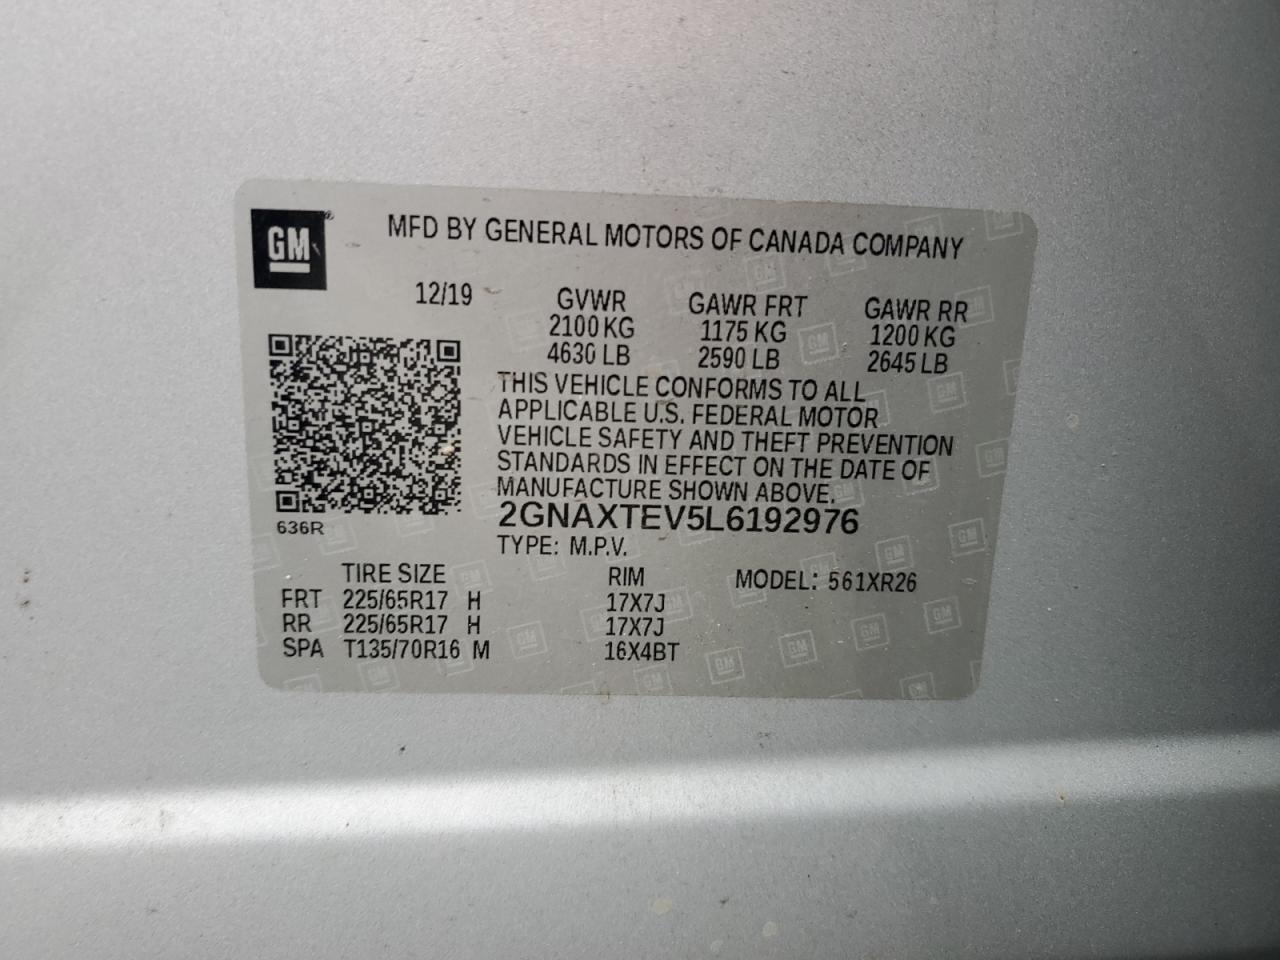 GM
MFD BY GENERAL MOTORS OF CANADA COMPANY
12/19 GVWR GAWR FRT GAWR RR
2100 KG 1175 KG 1200 KG
4630 LB 2590 LB 2645 LB
THIS VEHICLE CONFORMS TO ALL
APPLICABLE U.S. FEDERAL MOTOR
VEHICLE SAFETY AND THEFT PREVENTION
STANDARDS IN EFFECT ON THE DATE OF
MANUFACTURE SHOWN ABOVE.
636R
2GNAXTEV5L6192976
TYPE: M.P.V.
TIRE SIZE RIM MODEL: 561XR26
FRT 225/65R17 H 17X7J
RR 225/65R17 H 17X7J
SPA T135/70R16 M 16X4BT